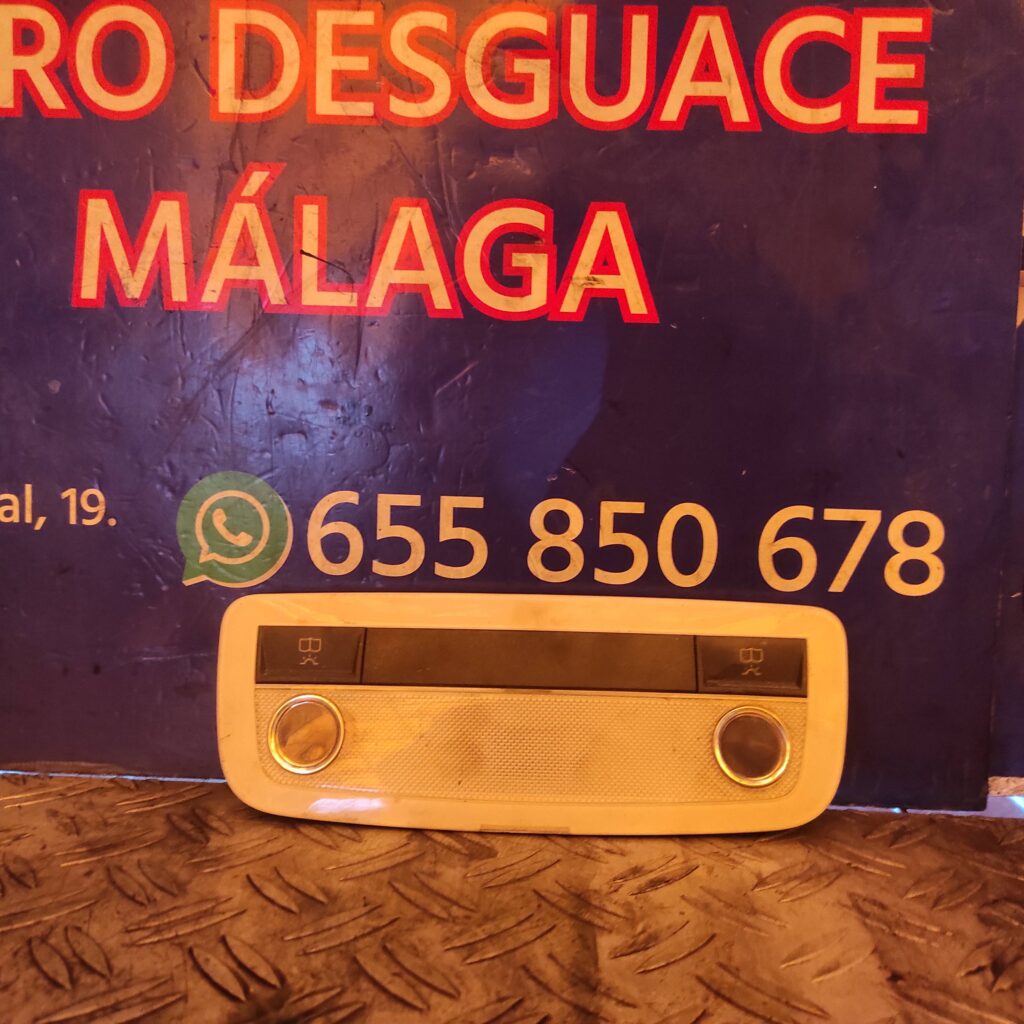 RO DESGUACE
MÁLAGA
al, 19.
655 850 678